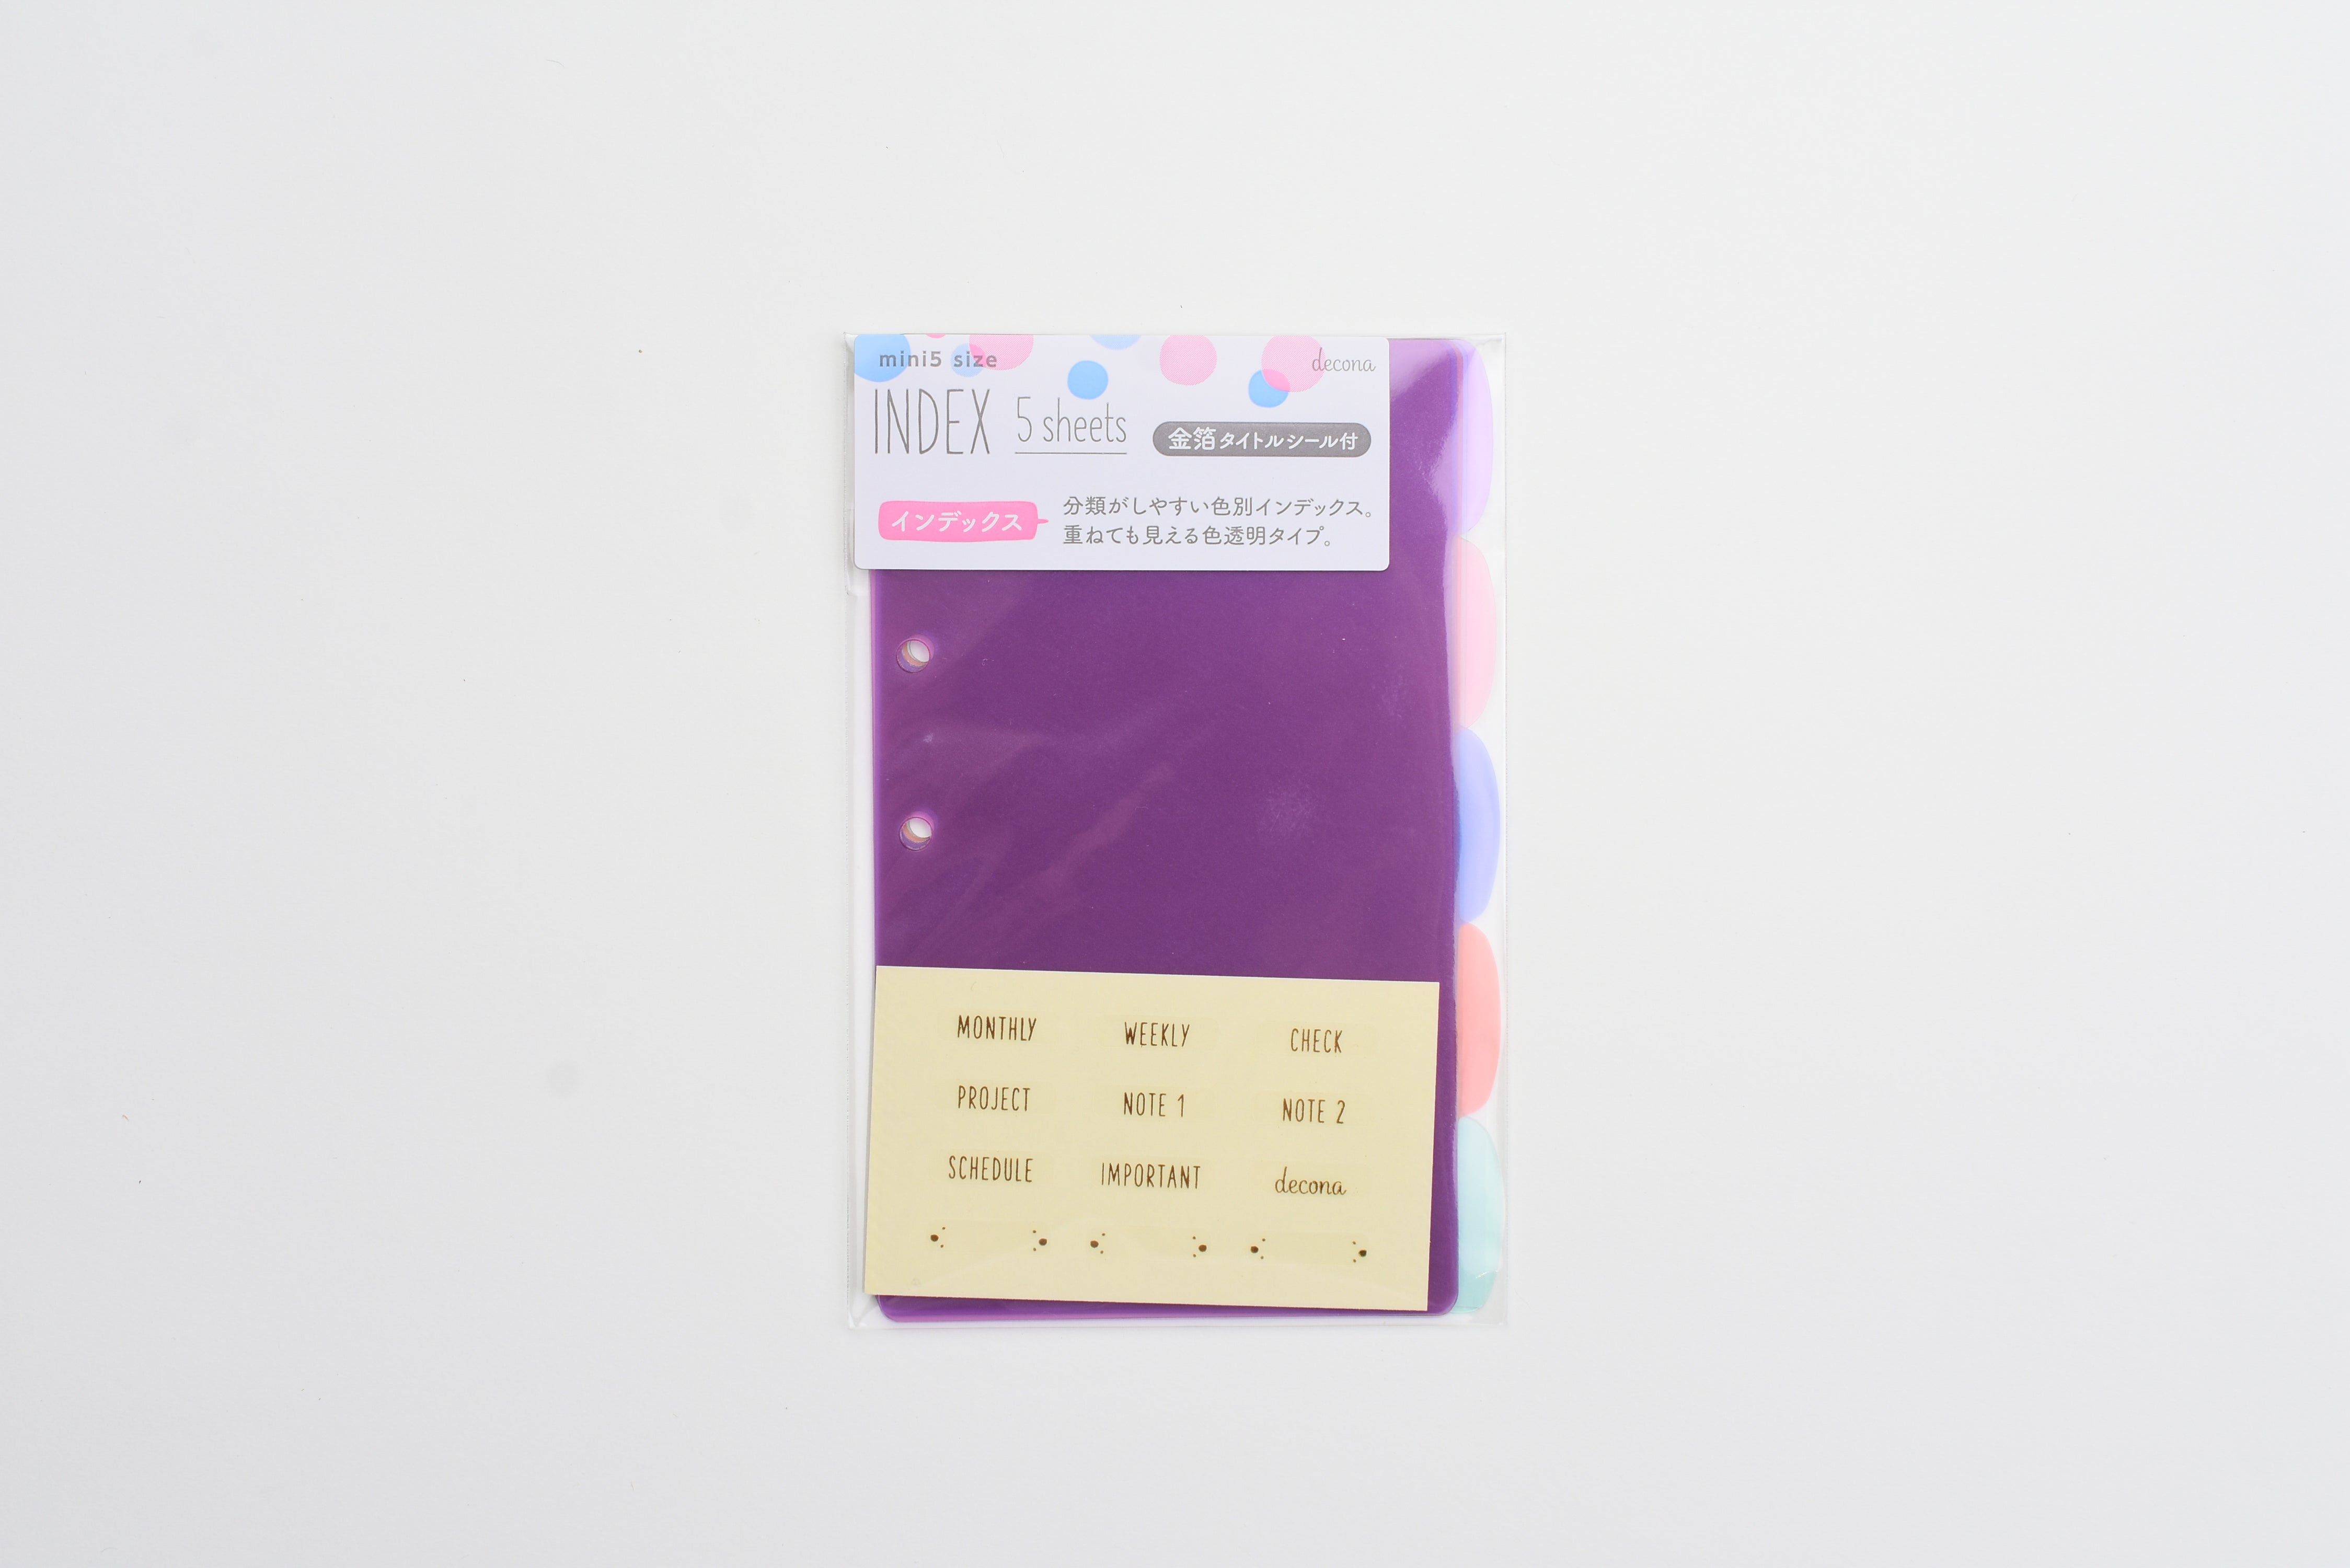 mini5 size
decona
INDEX 5 sheets
金箔タイトルシール付
インデックス
分類がしやすい色別インデックス。
重ねても見える色透明タイプ。
MONTHLY WEEKLY CHECK
PROJECT NOTE 1 NOTE 2
SCHEDULE IMPORTANT decona